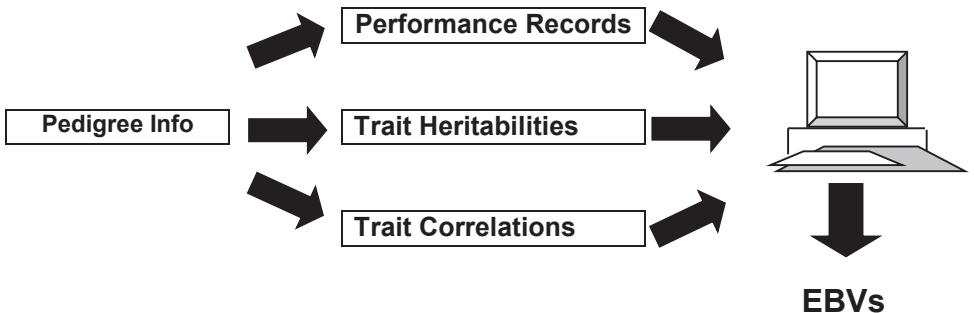 Performance Records
Pedigree Info
Trait Heritabilities
Trait Correlations
EBVs